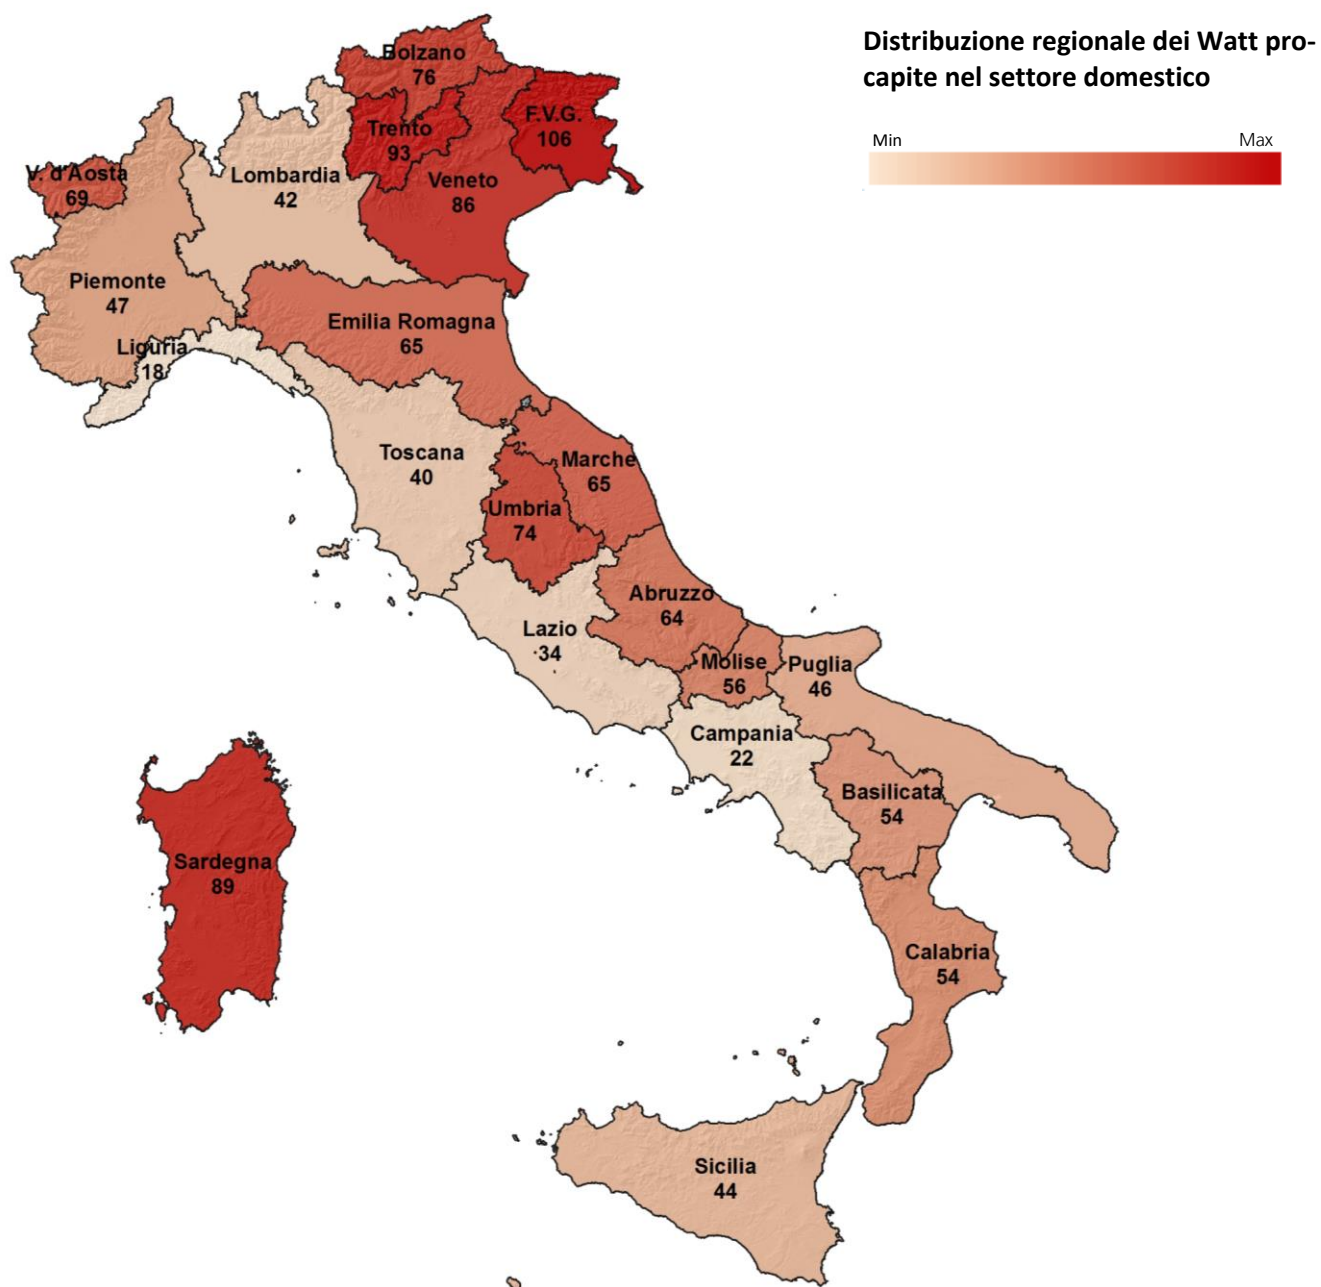 Distribuzione regionale dei Watt pro-
capite nel settore domestico
Min
Max
Bolzano
76
F.V.G.
106
Trento
93
V. d'Aosta
69
Lombardia
42
Veneto
86
Piemonte
47
Emilia Romagna
65
Liguria
18
Toscana
40
Marche
65
Umbria
74
Abruzzo
64
Lazio
34
Molise
56
Puglia
46
Campania
22
Basilicata
54
Sardegna
89
Calabria
54
Sicilia
44